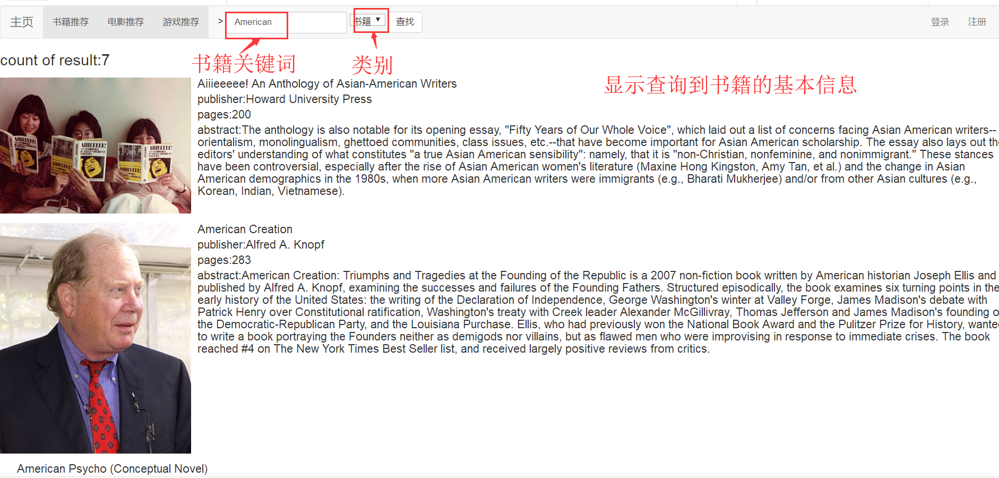 主页 书籍推荐 电影推荐 游戏推荐 > American 书籍 ▼ 查找 登录 注册
书籍关键词 类别
count of result:7
显示查询到书籍的基本信息
Aiiieeeee! An Anthology of Asian-American Writers
publisher:Howard University Press
pages:200
abstract:The anthology is also notable for its opening essay, "Fifty Years of Our Whole Voice", which laid out a list of concerns facing Asian American writers--
orientalism, monolingualism, ghettoed communities, class issues, etc.--that have become important for Asian American scholarship. The essay also lays out the
editors' understanding of what constitutes "a true Asian American sensibility": namely, that it is "non-Christian, nonfeminine, and nonimmigrant." These stances
have been controversial, especially after the rise of Asian American women's literature (Maxine Hong Kingston, Amy Tan, et al.) and the change in Asian
American demographics in the 1980s, when more Asian American writers were immigrants (e.g., Bharati Mukherjee) and/or from other Asian cultures (e.g.,
Korean, Indian, Vietnamese).
American Creation
publisher:Alfred A. Knopf
pages:283
abstract:American Creation: Triumphs and Tragedies at the Founding of the Republic is a 2007 non-fiction book written by American historian Joseph Ellis and
published by Alfred A. Knopf, examining the successes and failures of the Founding Fathers. Structured episodically, the book examines six turning points in the
early history of the United States: the writing of the Declaration of Independence, George Washington's winter at Valley Forge, James Madison's debate with
Patrick Henry over Constitutional ratification, Washington's treaty with Creek leader Alexander McGillivray, Thomas Jefferson and James Madison's founding o
the Democratic-Republican Party, and the Louisiana Purchase. Ellis, who had previously won the National Book Award and the Pulitzer Prize for History, wanted
to write a book portraying the Founders neither as demigods nor villains, but as flawed men who were improvising in response to immediate crises. The book
reached #4 on The New York Times Best Seller list, and received largely positive reviews from critics.
American Psycho (Conceptual Novel)